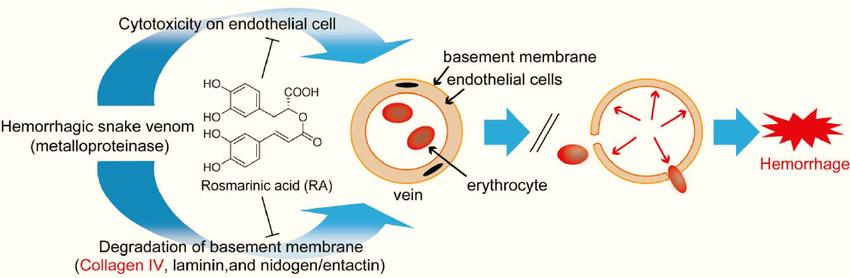 Cytotoxicity on endothelial cell
HO
HO
COOH
O
O
HO
HO
Rosmarinic acid (RA)
Hemorrhagic snake venom
(metalloproteinase)
Degradation of basement membrane
(Collagen IV, laminin,and nidogen/entactin)
basement membrane
endothelial cells
erythrocyte
vein
Hemorrhage